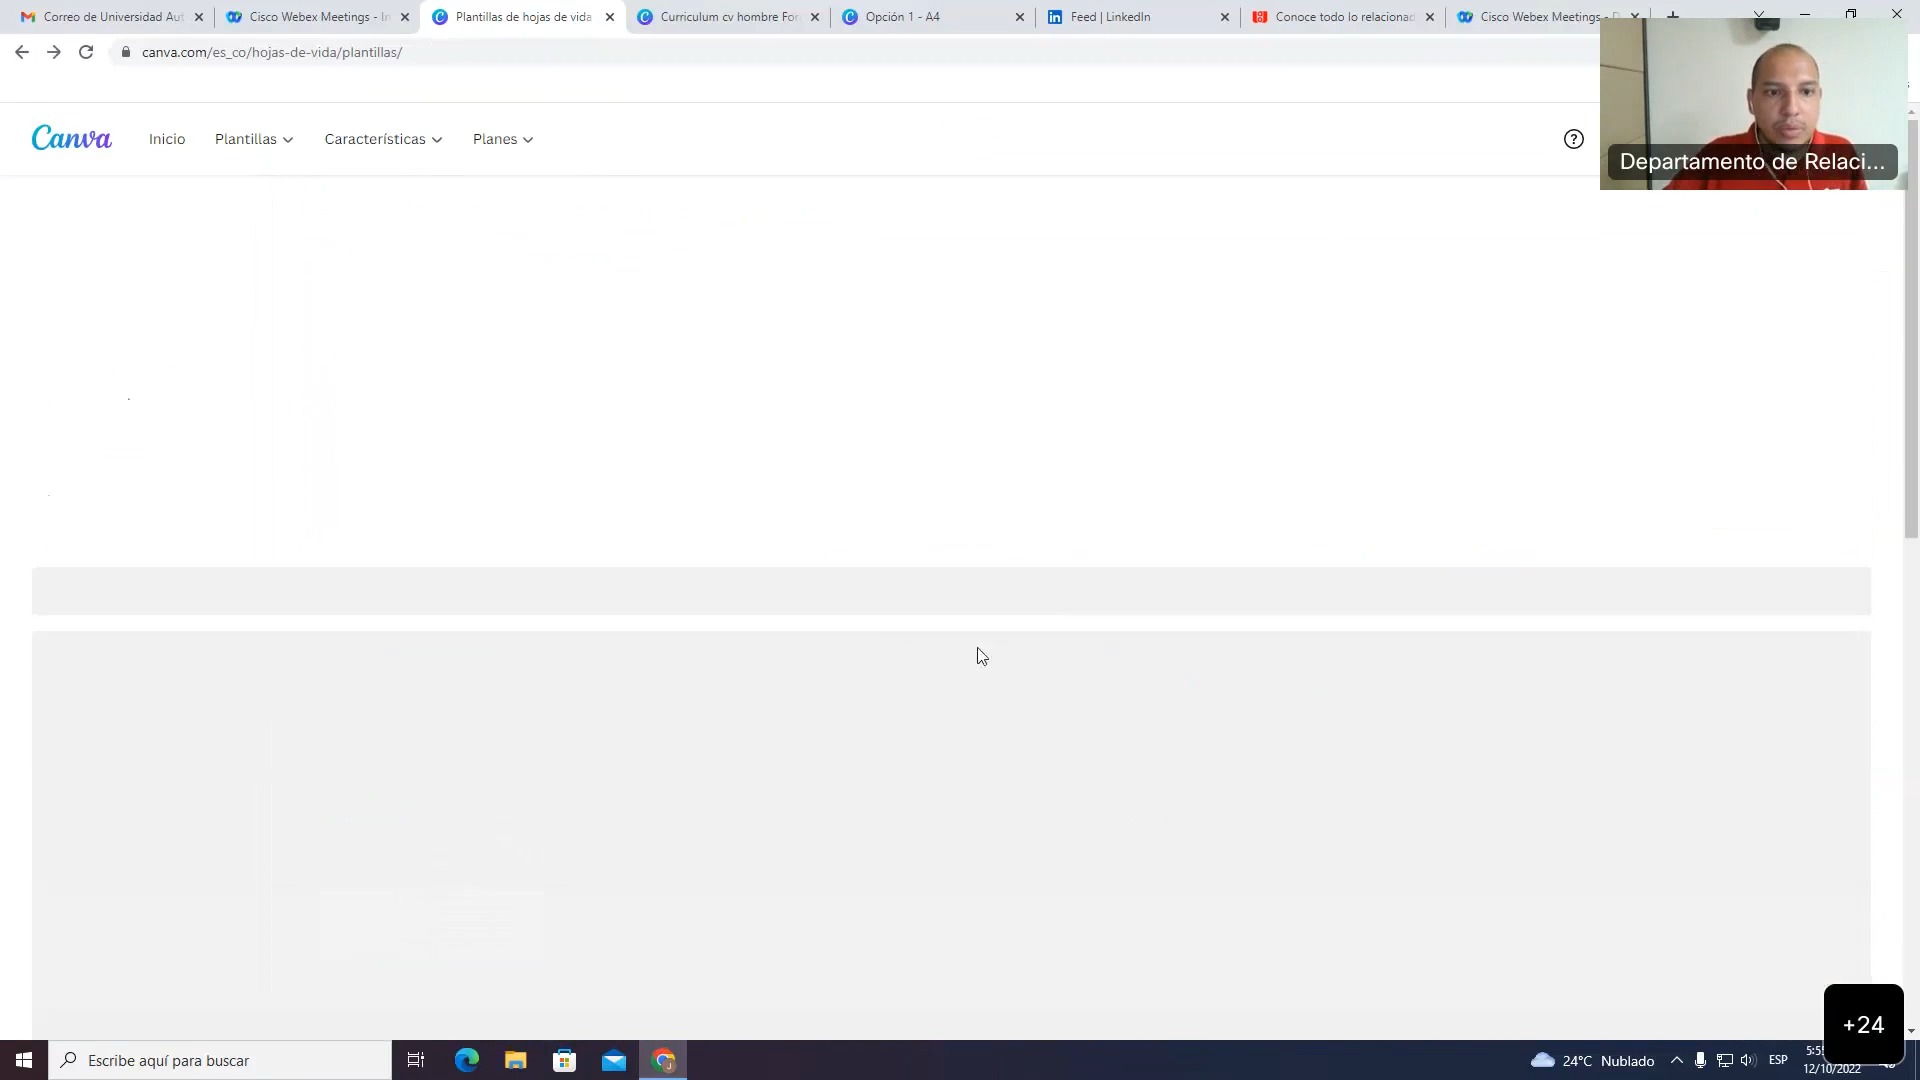 Correo de Universidad Aut
Cisco Webex Meetings - In
Plantillas de hojas de vida
Curriculum cv hombre For
Opción 1 - A4
Feed | LinkedIn
Conoce todo lo relacionad
Cisco Webex Meetings -
canva.com/es_co/hojas-de-vida/plantillas/
Canva
Inicio
Plantillas
Características
Planes
Departamento de Relaci...
+24
Escribe aquí para buscar
24°C Nublado
ESP
12/10/2022